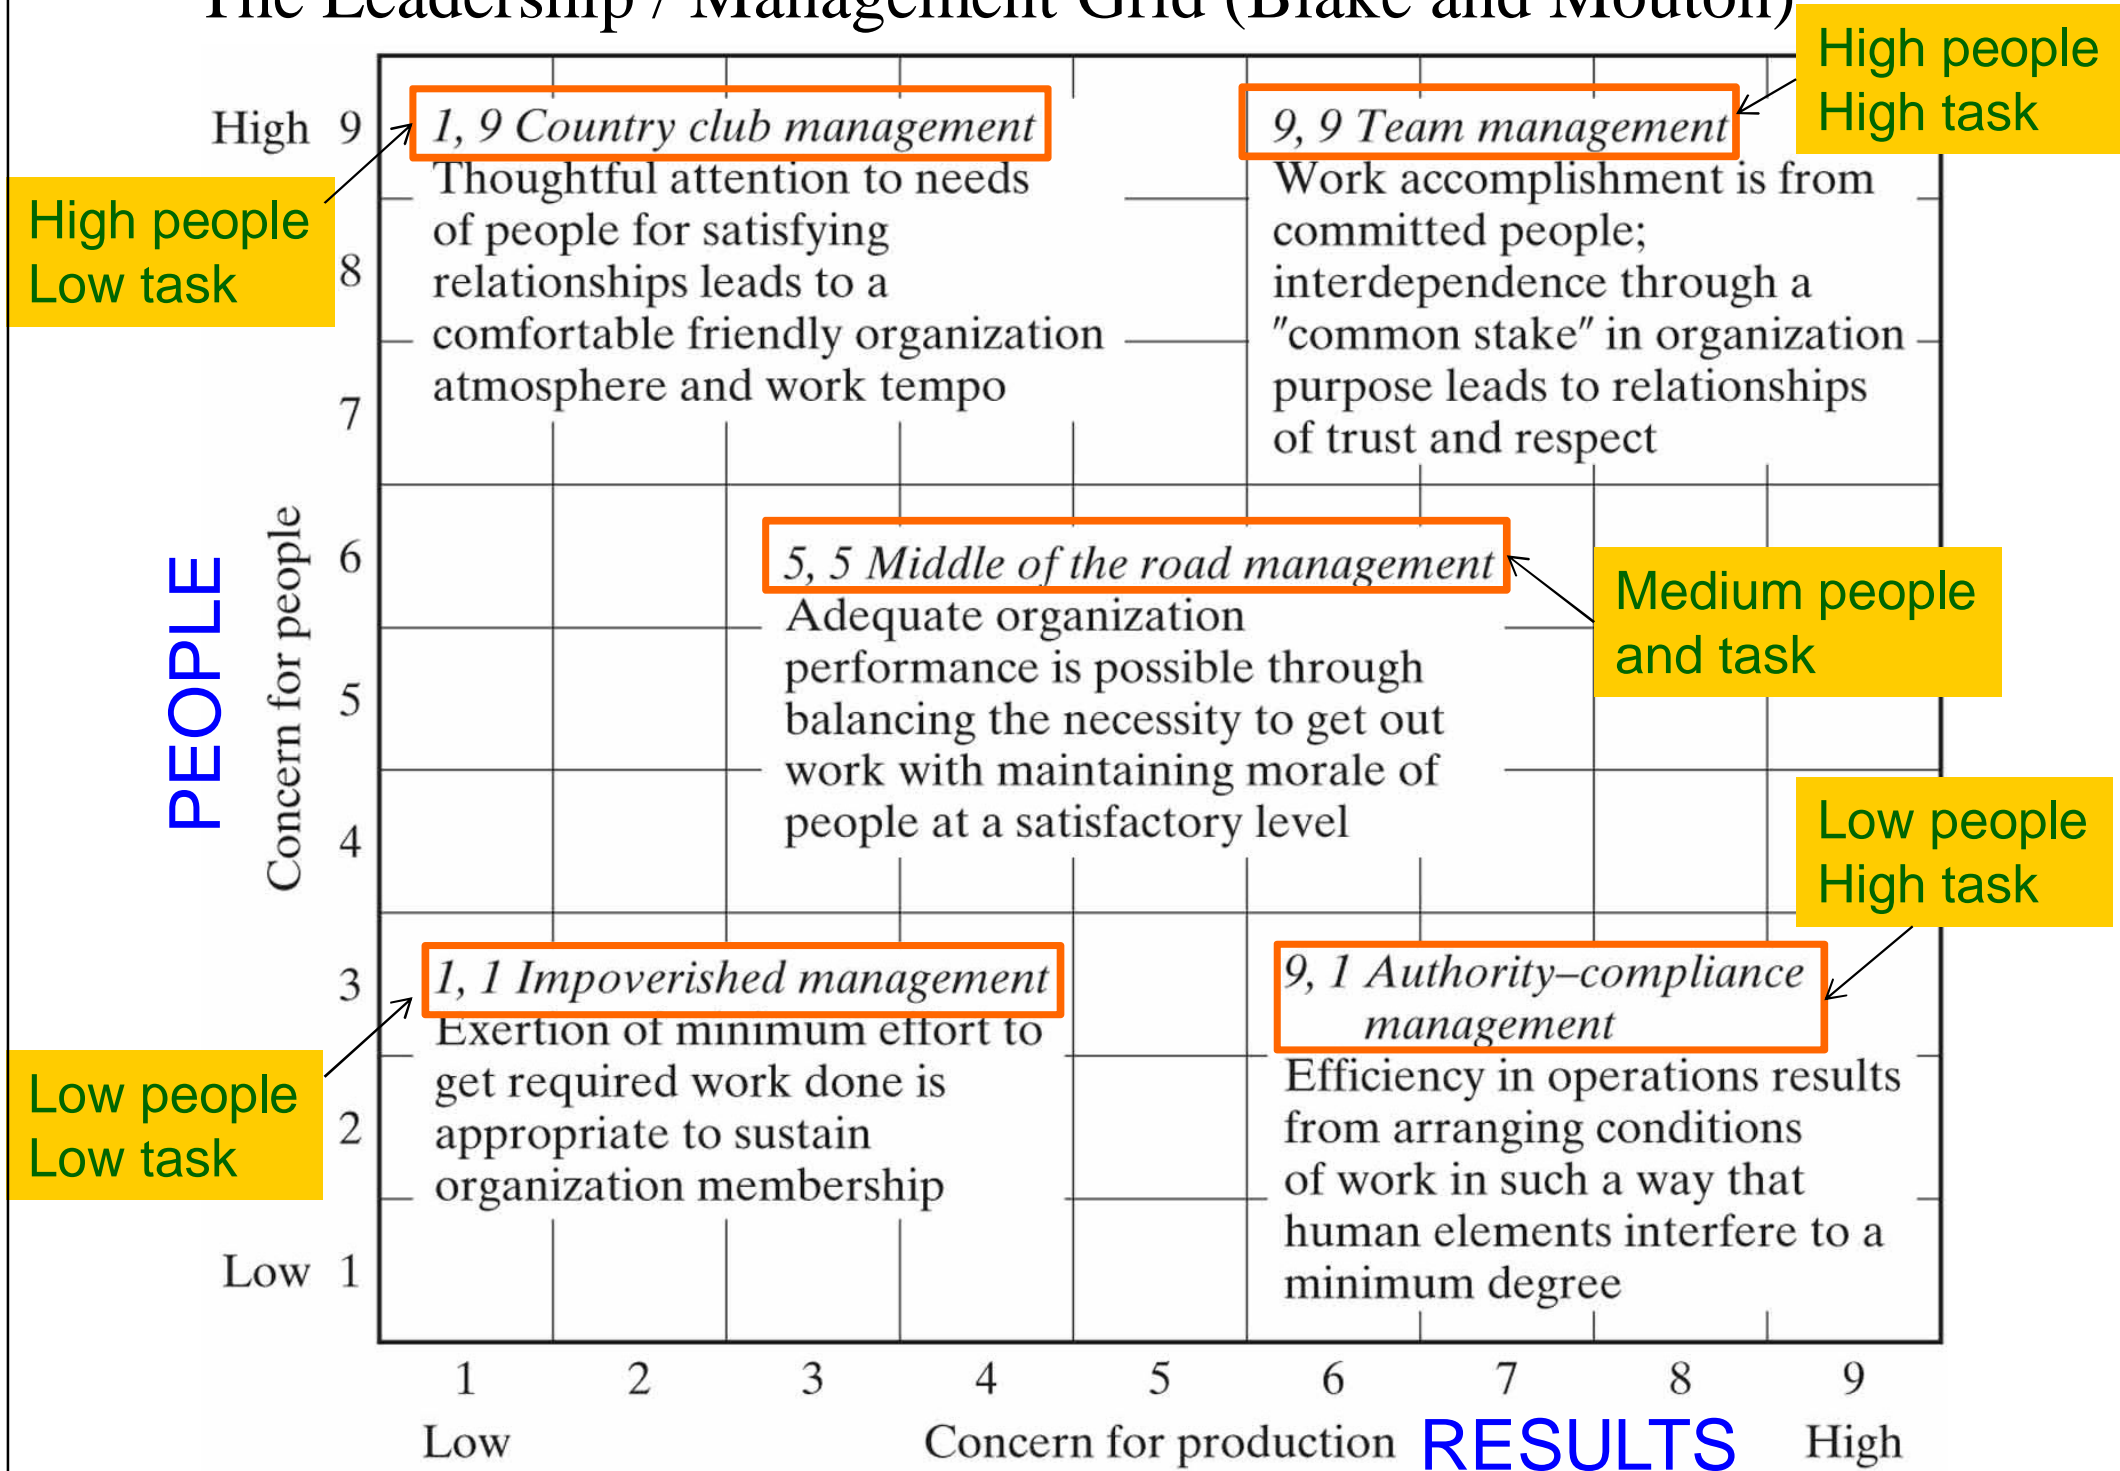 The Leadership / Management Grid (Blake and Mouton)
High people
High task
High 9
1, 9 Country club management
Thoughtful attention to needs
of people for satisfying
relationships leads to a
comfortable friendly organization
atmosphere and work tempo
9, 9 Team management
Work accomplishment is from
committed people;
interdependence through a
"common stake" in organization
purpose leads to relationships
of trust and respect
High people
Low task
8
7
PEOPLE
Concern for people
6
5
4
5, 5 Middle of the road management
Adequate organization
performance is possible through
balancing the necessity to get out
work with maintaining morale of
people at a satisfactory level
Medium people
and task
Low people
High task
3
1, 1 Impoverished management
Exertion of minimum effort to
get required work done is
appropriate to sustain
organization membership
9, 1 Authority–compliance
management
Efficiency in operations results
from arranging conditions
of work in such a way that
human elements interfere to a
minimum degree
Low people
Low task
2
Low 1
1 2 3 4 5 6 7 8 9
Low Concern for production RESULTS High